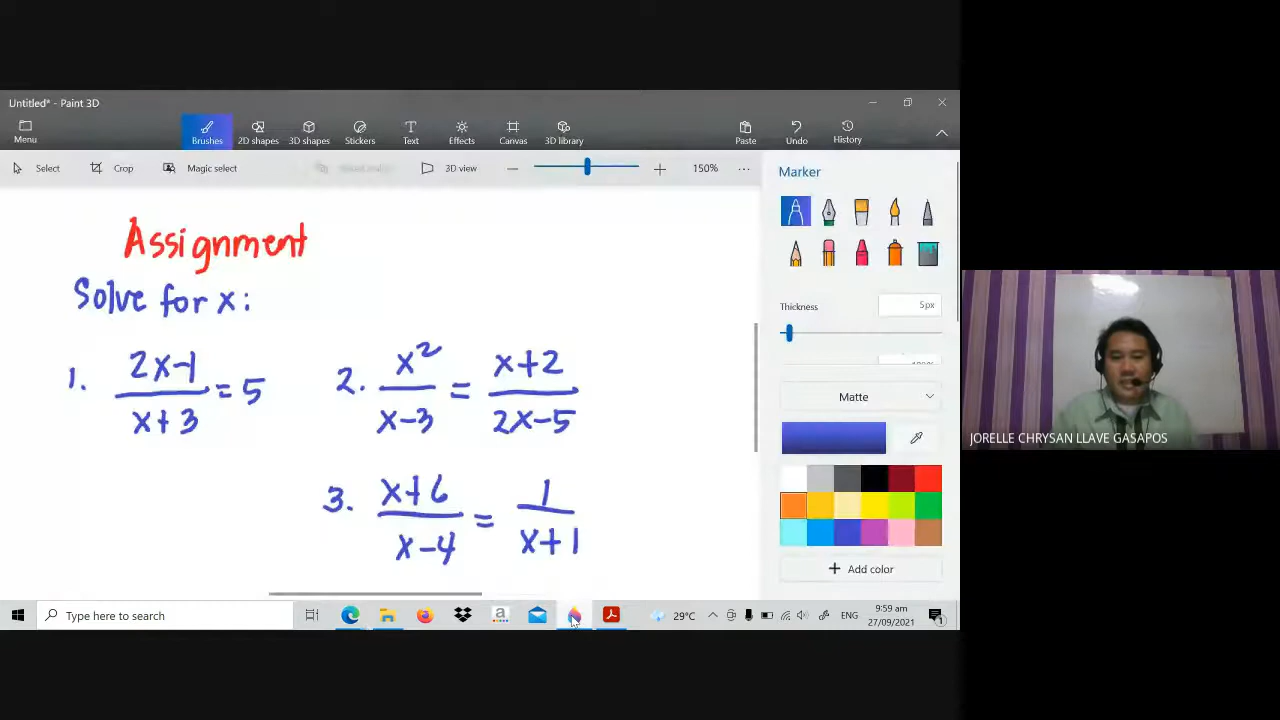 Untitled* - Paint 3D
Menu
Brushes
2D shapes
3D shapes
Stickers
Text
Effects
Canvas
3D library
Paste
Undo
History
Select
Crop
Magic select
3D view
150%
Marker
Assignment
Solve for x:
1. (2x-1)/(x+3) = 5
2. x²/(x-3) = (x+2)/(2x-5)
3. (x+6)/(x-4) = 1/(x+1)
Thickness
5px
Matte
Add color
JORELLE CHRYSAN LLAVE GASAPOS
Type here to search
29°C
ENG
9:59 am
27/09/2021